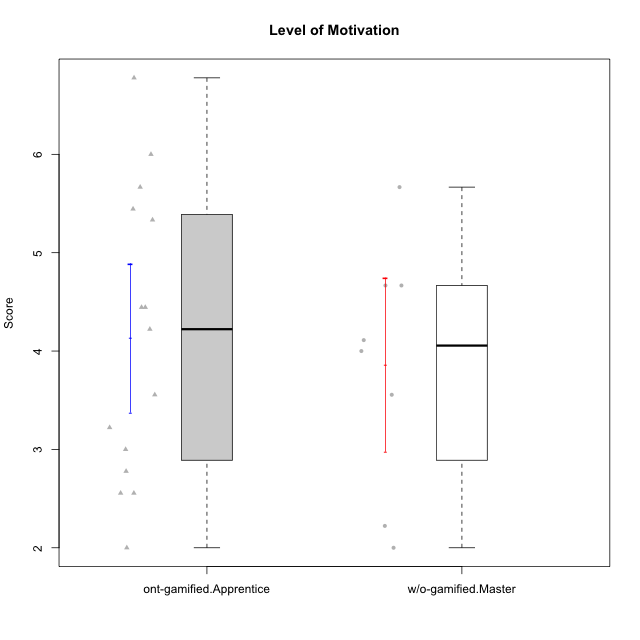 Level of Motivation
Score
6
5
4
3
2
ont-gamified.Apprentice
w/o-gamified.Master